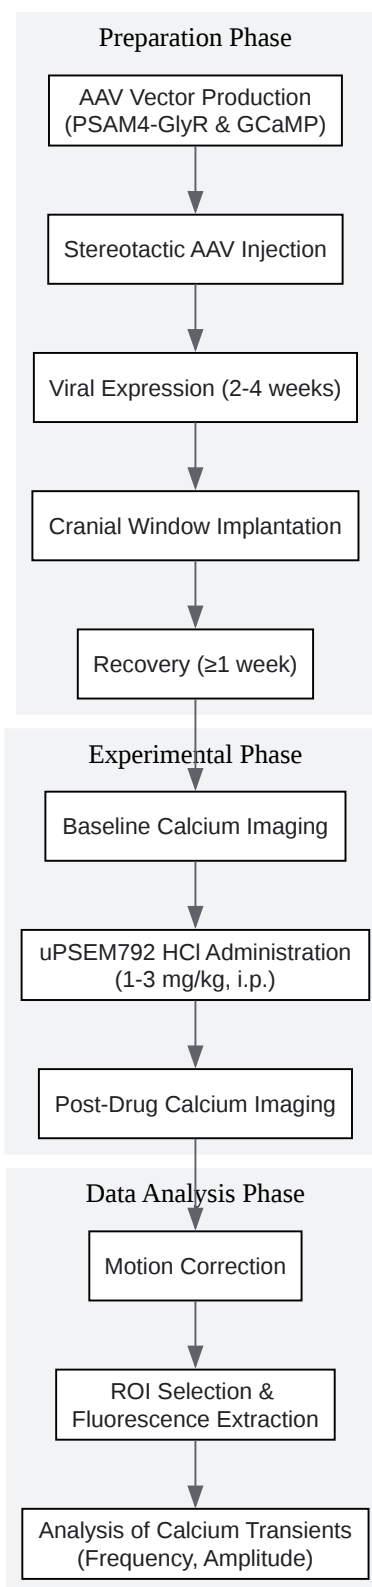 Preparation Phase
AAV Vector Production
(PSAM4-GlyR & GCaMP)
Stereotactic AAV Injection
Viral Expression (2-4 weeks)
Cranial Window Implantation
Recovery (≥1 week)
Experimental Phase
Baseline Calcium Imaging
uPSEM792 HCl Administration
(1-3 mg/kg, i.p.)
Post-Drug Calcium Imaging
Data Analysis Phase
Motion Correction
ROI Selection &
Fluorescence Extraction
Analysis of Calcium Transients
(Frequency, Amplitude)